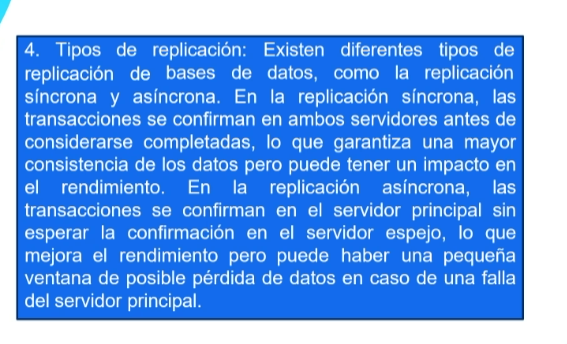 4. Tipos de replicación: Existen diferentes tipos de
replicación de bases de datos, como la replicación
síncrona y asíncrona. En la replicación síncrona, las
transacciones se confirman en ambos servidores antes de
considerarse completadas, lo que garantiza una mayor
consistencia de los datos pero puede tener un impacto en
el rendimiento. En la replicación asíncrona, las
transacciones se confirman en el servidor principal sin
esperar la confirmación en el servidor espejo, lo que
mejora el rendimiento pero puede haber una pequeña
ventana de posible pérdida de datos en caso de una falla
del servidor principal.